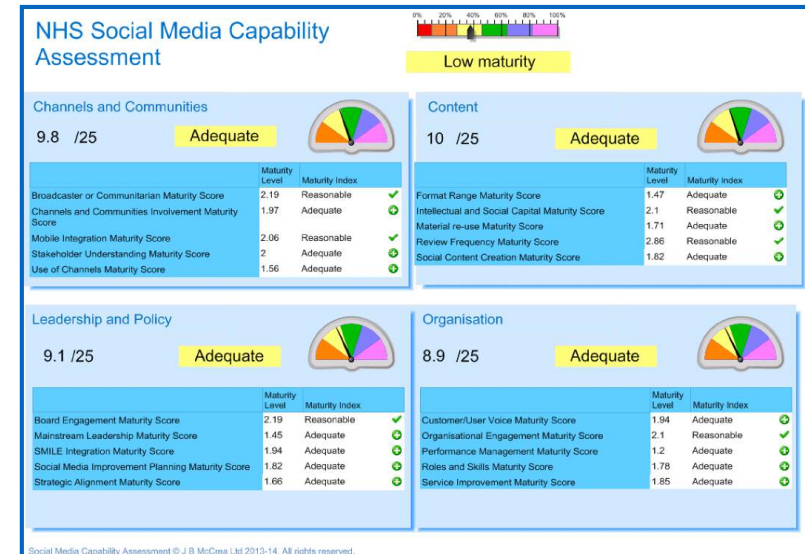 NHS Social Media Capability
Assessment
0% 20% 40% 60% 80% 100%
Low maturity
Channels and Communities
9.8 /25 Adequate
Maturity Level Maturity Index
Broadcaster or Communitarian Maturity Score 2.19 Reasonable
Channels and Communities Involvement Maturity Score 1.97 Adequate
Mobile Integration Maturity Score 2.06 Reasonable
Stakeholder Understanding Maturity Score 2 Adequate
Use of Channels Maturity Score 1.56 Adequate
Content
10 /25 Adequate
Maturity Level Maturity Index
Format Range Maturity Score 1.47 Adequate
Intellectual and Social Capital Maturity Score 2.1 Reasonable
Material re-use Maturity Score 1.71 Adequate
Review Frequency Maturity Score 2.86 Reasonable
Social Content Creation Maturity Score 1.82 Adequate
Leadership and Policy
9.1 /25 Adequate
Maturity Level Maturity Index
Board Engagement Maturity Score 2.19 Reasonable
Mainstream Leadership Maturity Score 1.45 Adequate
SMILE Integration Maturity Score 1.94 Adequate
Social Media Improvement Planning Maturity Score 1.82 Adequate
Strategic Alignment Maturity Score 1.66 Adequate
Organisation
8.9 /25 Adequate
Maturity Level Maturity Index
Customer/User Voice Maturity Score 1.94 Adequate
Organisational Engagement Maturity Score 2.1 Reasonable
Performance Management Maturity Score 1.2 Adequate
Roles and Skills Maturity Score 1.78 Adequate
Service Improvement Maturity Score 1.85 Adequate
Social Media Capability Assessment © J B McCrea Ltd 2013-14. All rights reserved.